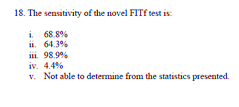 18. The sensitivity of the novel FITf test is:
i. 68.8%
ii. 64.3%
iii. 98.9%
iv. 4.4%
v. Not able to determine from the statistics presented.